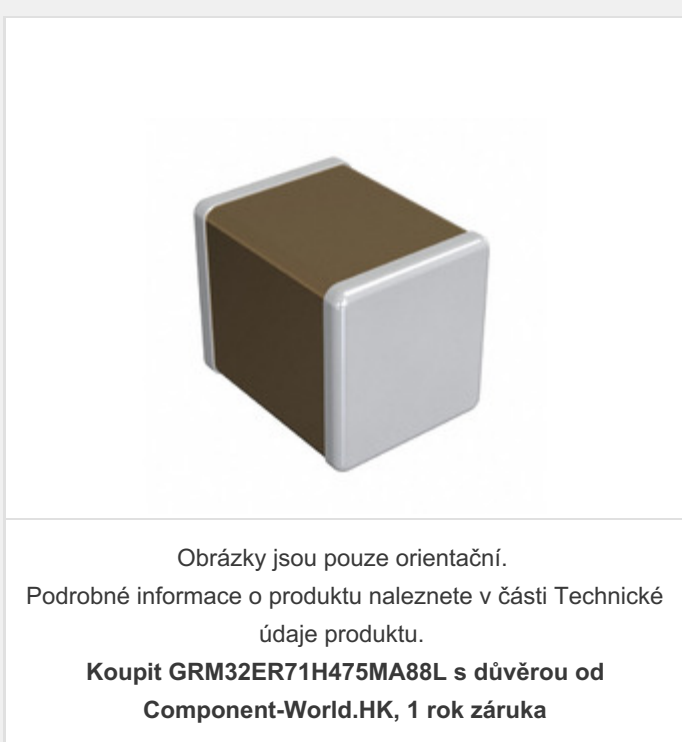 Obrázky jsou pouze orientační.
Podrobné informace o produktu naleznete v části Technické
údaje produktu.
Koupit GRM32ER71H475MA88L s důvěrou od
Component-World.HK, 1 rok záruka